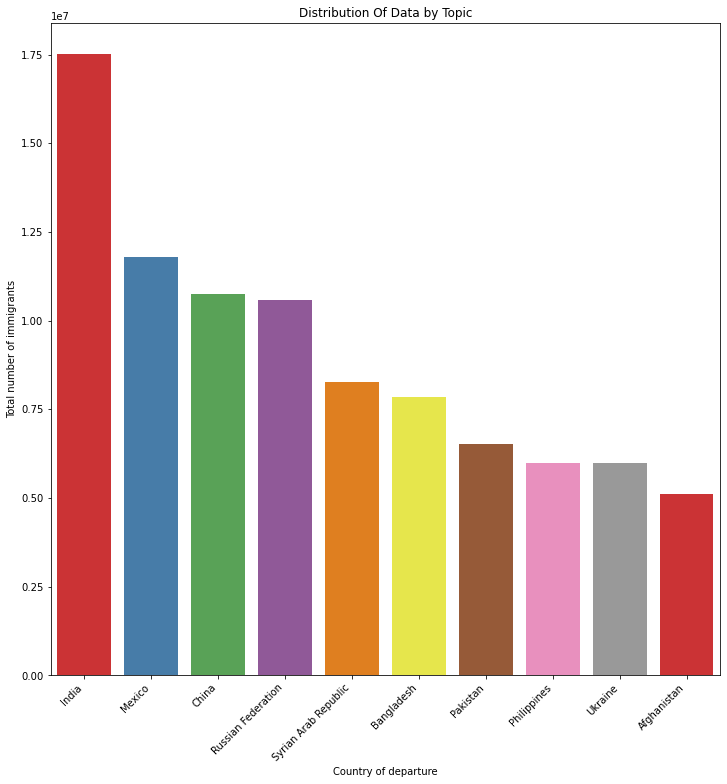 Distribution Of Data by Topic
1e7
1.75
1.50
1.25
1.00
0.75
0.50
0.25
0.00
Total number of immigrants
India
Mexico
China
Russian Federation
Syrian Arab Republic
Bangladesh
Pakistan
Philippines
Ukraine
Afghanistan
Country of departure